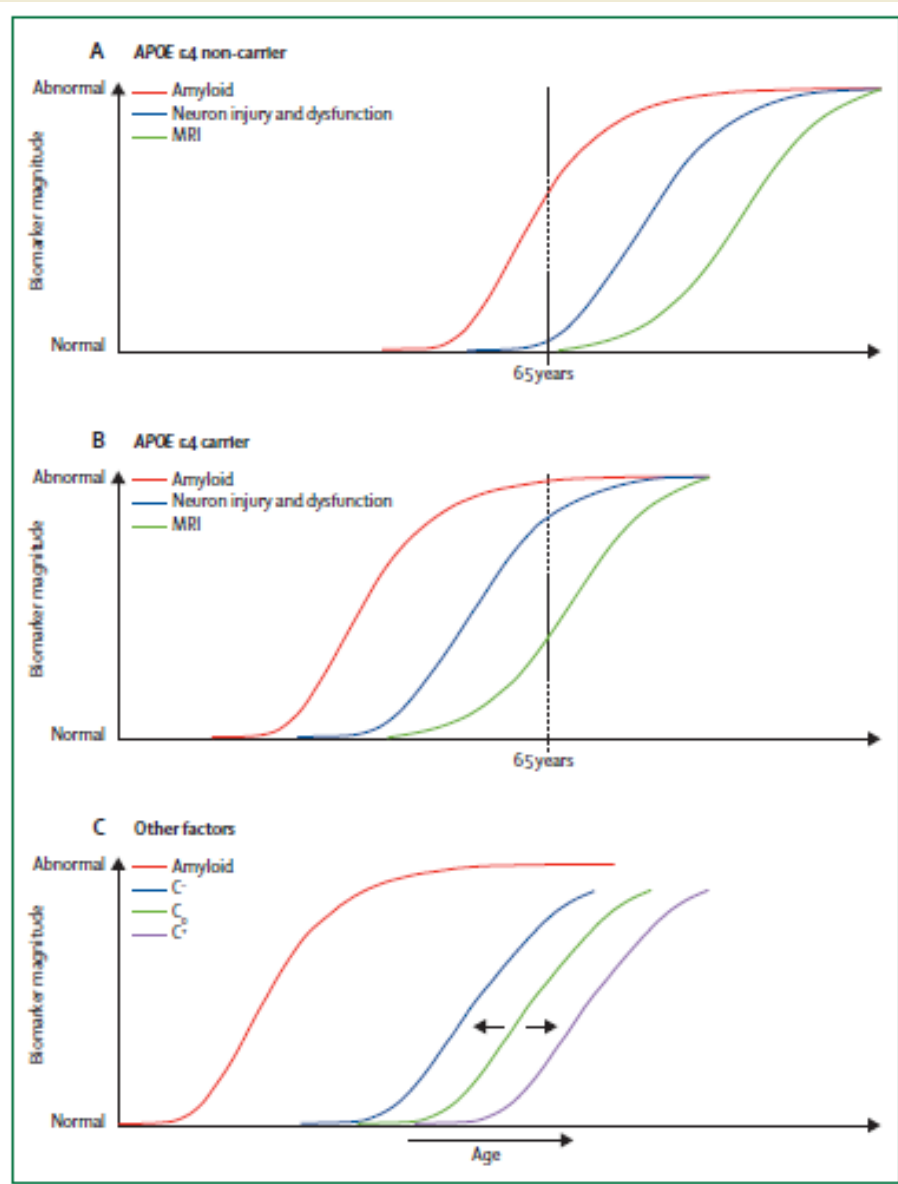 A APOE ε4 non-carrier
Abnormal
Amyloid
Neuron injury and dysfunction
MRI
Biomarker magnitude
Normal
65 years
B APOE ε4 carrier
Abnormal
Amyloid
Neuron injury and dysfunction
MRI
Biomarker magnitude
Normal
65 years
C Other factors
Abnormal
Amyloid
C⁻
C₀
C⁺
Biomarker magnitude
Normal
Age